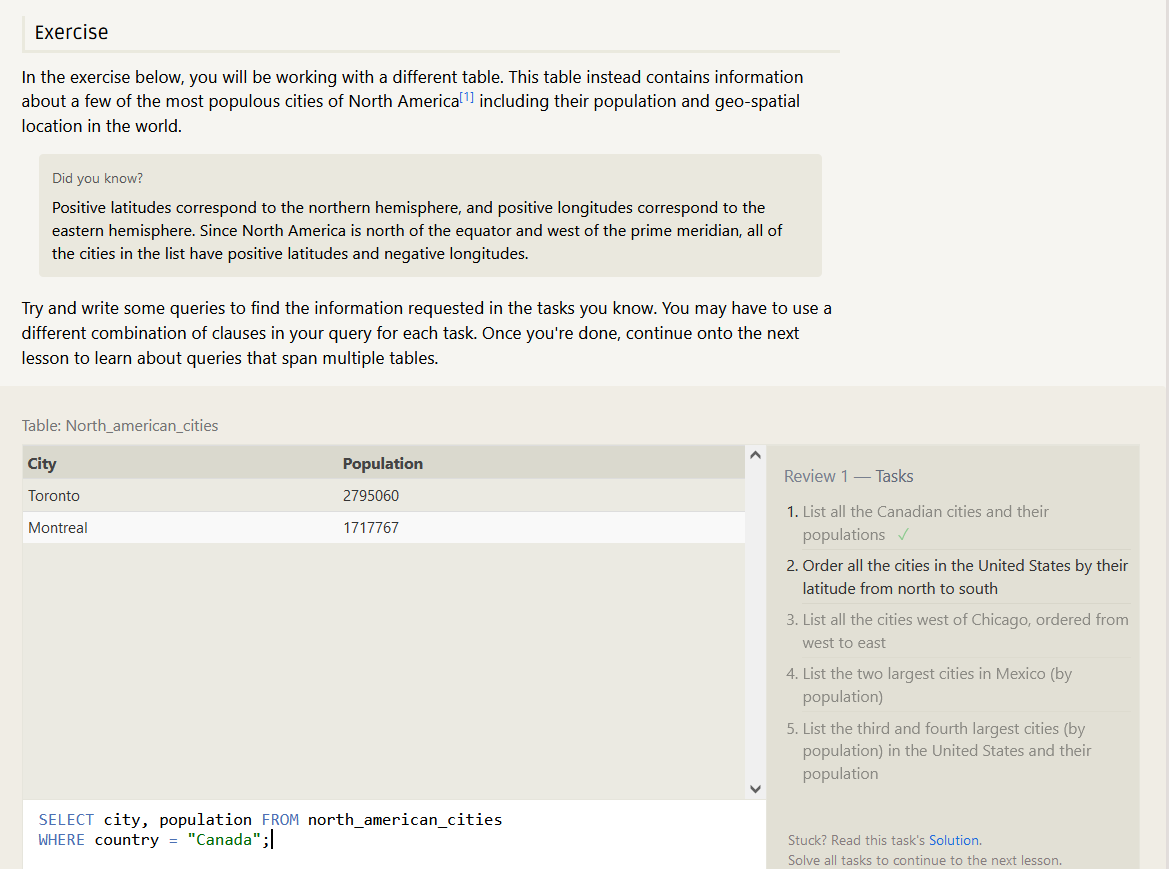 Exercise
In the exercise below, you will be working with a different table. This table instead contains information
about a few of the most populous cities of North America[1] including their population and geo-spatial
location in the world.
Did you know?
Positive latitudes correspond to the northern hemisphere, and positive longitudes correspond to the
eastern hemisphere. Since North America is north of the equator and west of the prime meridian, all of
the cities in the list have positive latitudes and negative longitudes.
Try and write some queries to find the information requested in the tasks you know. You may have to use a
different combination of clauses in your query for each task. Once you're done, continue onto the next
lesson to learn about queries that span multiple tables.
Table: North_american_cities
City Population
Toronto 2795060
Montreal 1717767
SELECT city, population FROM north_american_cities
WHERE country = "Canada";
Review 1 — Tasks
1. List all the Canadian cities and their
populations ✓
2. Order all the cities in the United States by their
latitude from north to south
3. List all the cities west of Chicago, ordered from
west to east
4. List the two largest cities in Mexico (by
population)
5. List the third and fourth largest cities (by
population) in the United States and their
population
Stuck? Read this task's Solution.
Solve all tasks to continue to the next lesson.